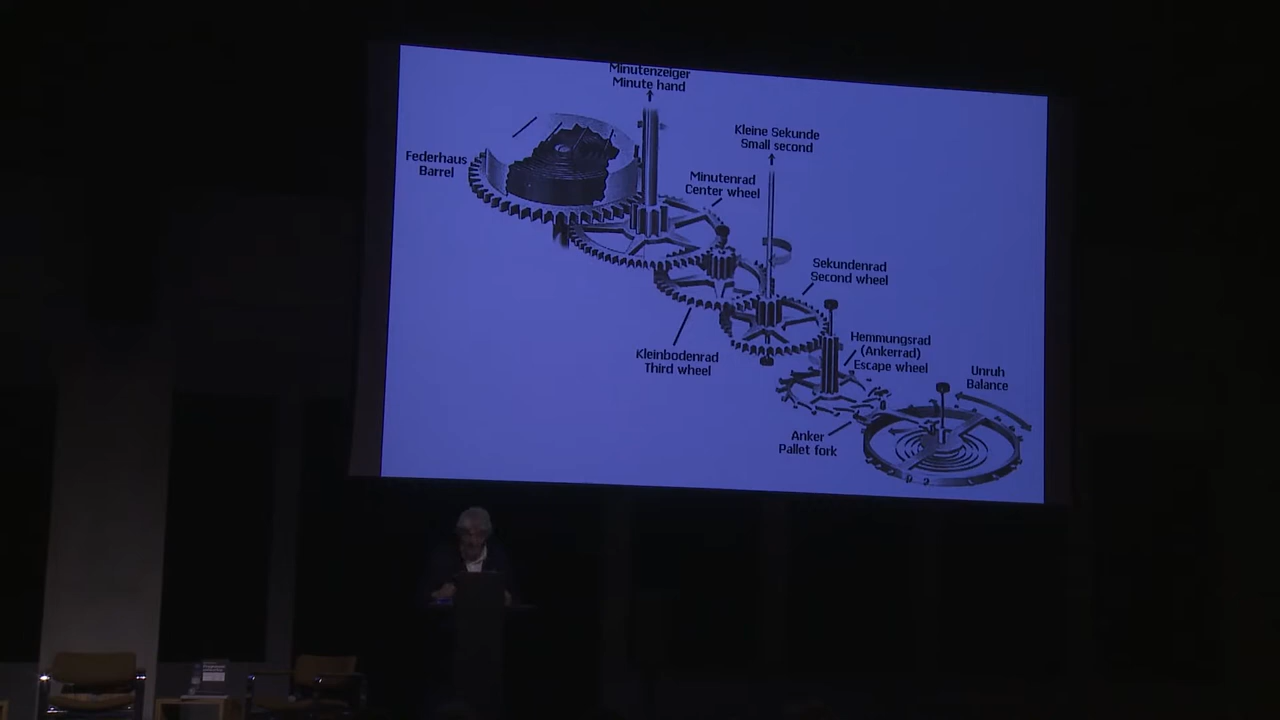 Minutenzeiger
Minute hand
Kleine Sekunde
Small second
Federhaus
Barrel
Minutenrad
Center wheel
Sekundenrad
Second wheel
Kleinbodenrad
Third wheel
Hemmungsrad
(Ankerrad)
Escape wheel
Unruh
Balance
Anker
Pallet fork